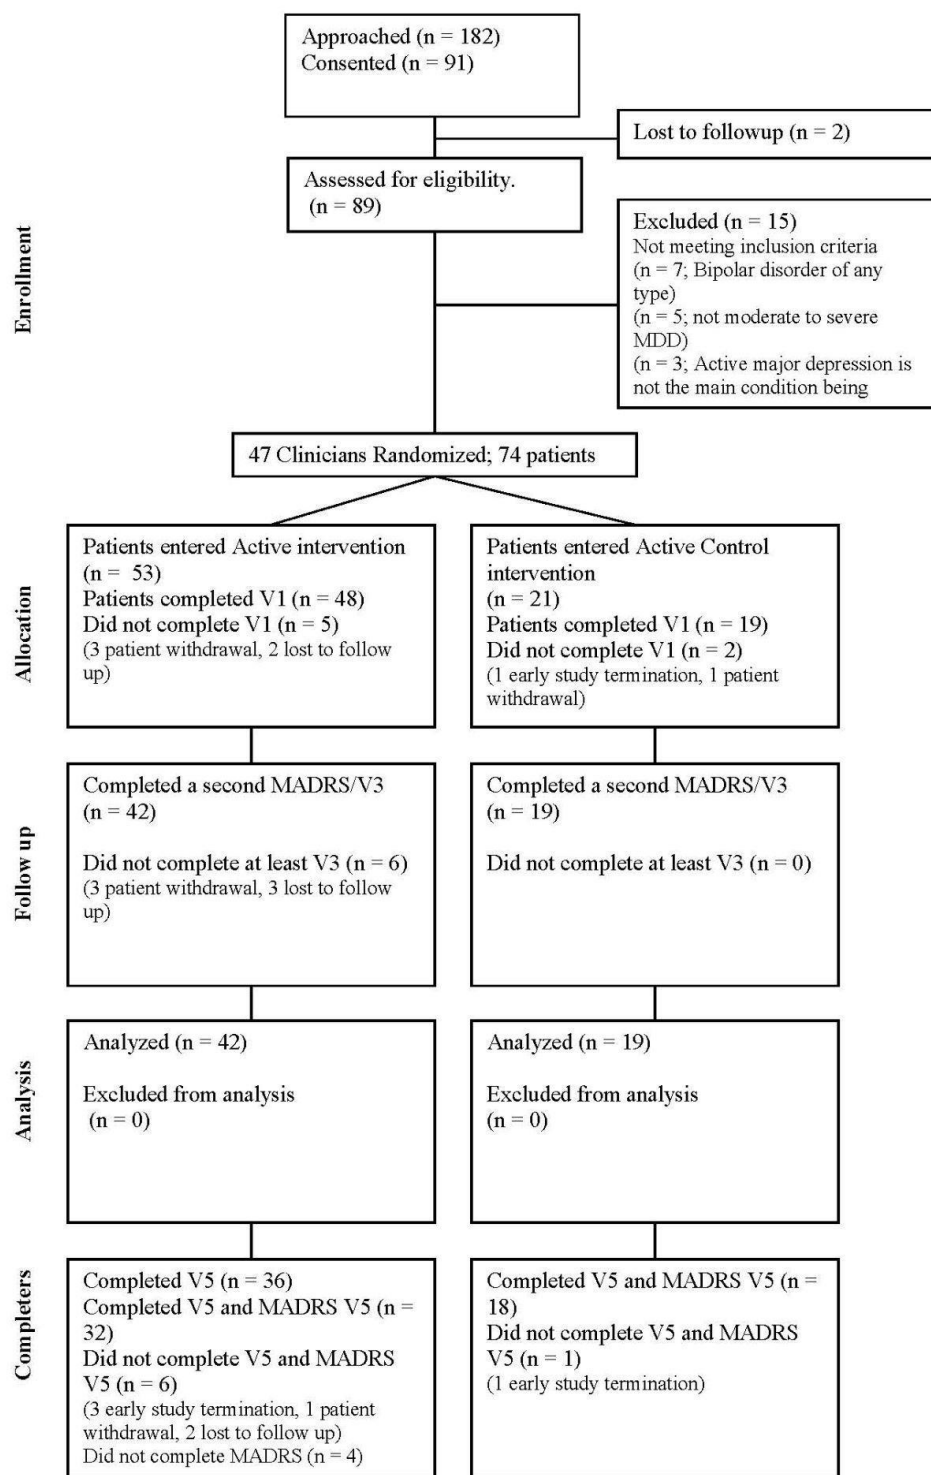 Approached (n = 182)
Consented (n = 91)
Lost to followup (n = 2)
Assessed for eligibility.
(n = 89)
Excluded (n = 15)
Not meeting inclusion criteria
(n = 7; Bipolar disorder of any
type)
(n = 5; not moderate to severe
MDD)
(n = 3; Active major depression is
not the main condition being
Enrollment
47 Clinicians Randomized; 74 patients
Allocation
Patients entered Active intervention
(n = 53)
Patients completed V1 (n = 48)
Did not complete V1 (n = 5)
(3 patient withdrawal, 2 lost to follow
up)
Patients entered Active Control
intervention
(n = 21)
Patients completed V1 (n = 19)
Did not complete V1 (n = 2)
(1 early study termination, 1 patient
withdrawal)
Follow up
Completed a second MADRS/V3
(n = 42)
Did not complete at least V3 (n = 6)
(3 patient withdrawal, 3 lost to follow
up)
Completed a second MADRS/V3
(n = 19)
Did not complete at least V3 (n = 0)
Analysis
Analyzed (n = 42)
Excluded from analysis
(n = 0)
Analyzed (n = 19)
Excluded from analysis
(n = 0)
Completers
Completed V5 (n = 36)
Completed V5 and MADRS V5 (n =
32)
Did not complete V5 and MADRS
V5 (n = 6)
(3 early study termination, 1 patient
withdrawal, 2 lost to follow up)
Did not complete MADRS (n = 4)
Completed V5 and MADRS V5 (n =
18)
Did not complete V5 and MADRS
V5 (n = 1)
(1 early study termination)